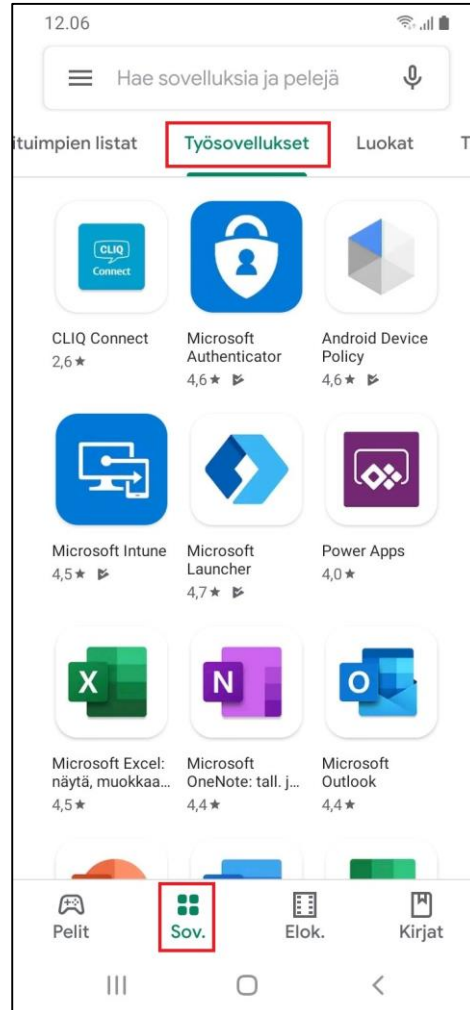 12.06
Hae sovelluksia ja pelejä
ituimpien listat Työsovellukset Luokat T
CLIQ
Connect
CLIQ Connect
2,6★
Microsoft
Authenticator
4,6★
Android Device
Policy
4,6★
Microsoft Intune
4,5★
Microsoft
Launcher
4,7★
Power Apps
4,0★
X
N
O
Microsoft Excel:
näytä, muokkaa...
4,5★
Microsoft
OneNote: tall. j...
4,4★
Microsoft
Outlook
4,4★
Pelit Sov. Elok. Kirjat